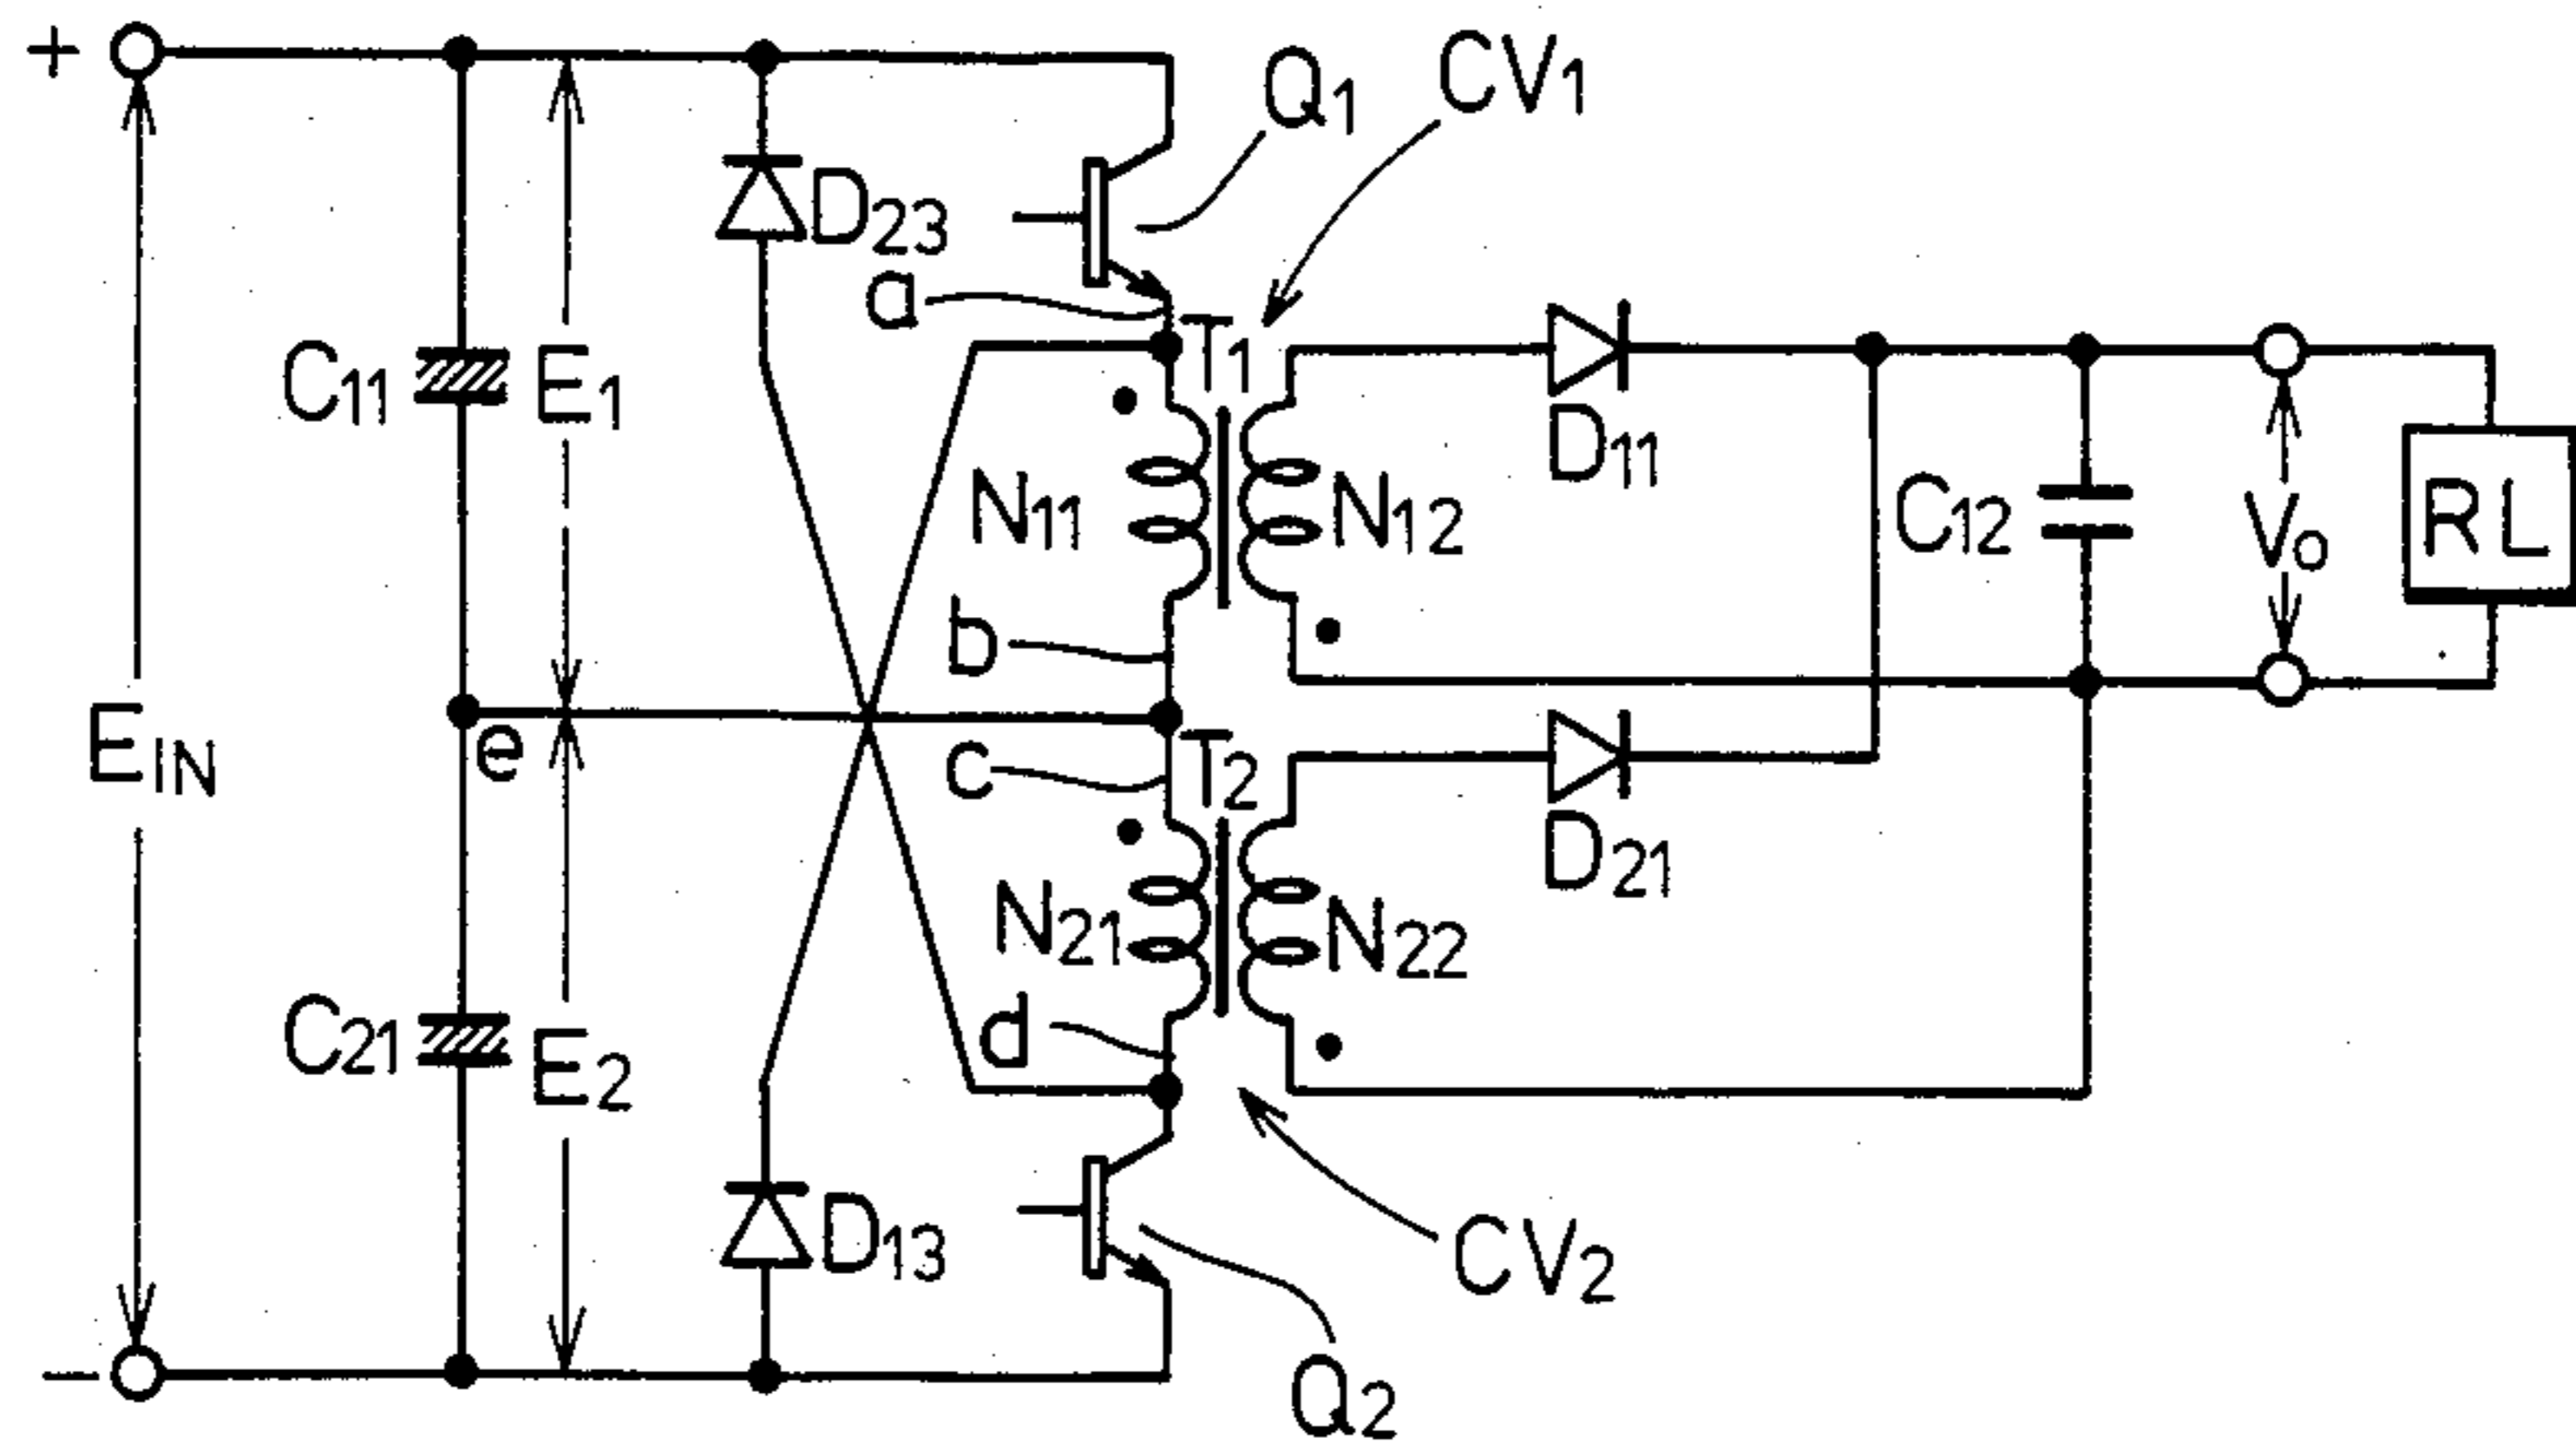 +
Q1
CV1
D23
a
T1
C11
E1
D11
N11
N12
C12
Vo
RL
b
EIN
e
c
T2
D21
N21
N22
C21
E2
d
D13
CV2
−
Q2